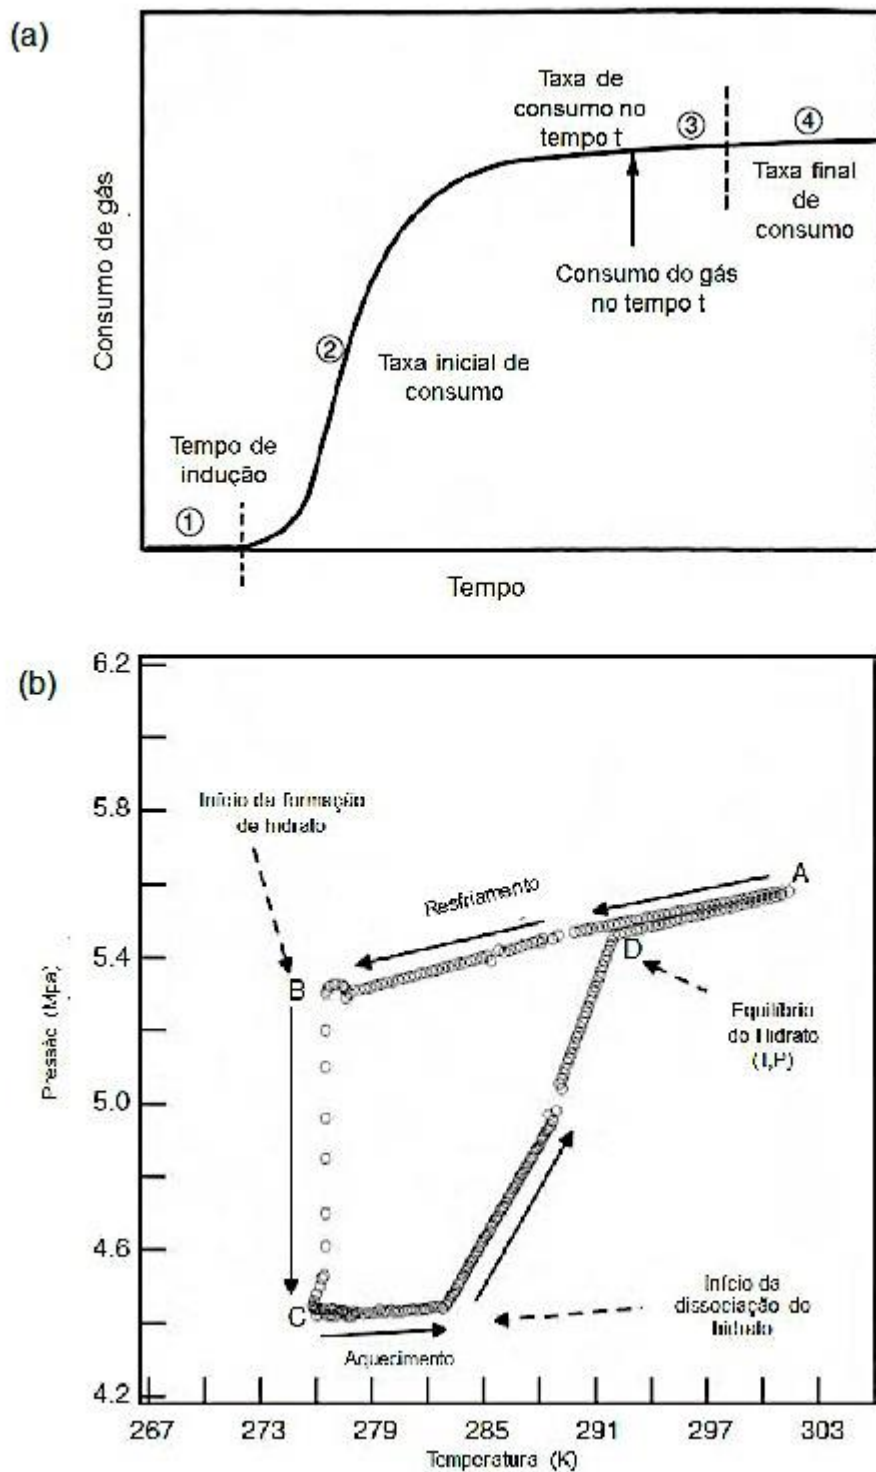 (a)
Consumo de gás
Taxa de
consumo no
tempo t
③
④
Taxa final
de
consumo
Consumo do gás
no tempo t
②
Taxa inicial de
consumo
Tempo de
indução
①
Tempo
(b)
6.2
5.8
5.4
5.0
4.6
4.2
Pressão (Mpa)
Início da formação
de hidrato
Resfriamento
A
B
D
Equilíbrio
do Hidrato
(T,P)
C
Início da
dissociação do
hidrato
Aquecimento
267 273 279 285 291 297 303
Temperatura (K)